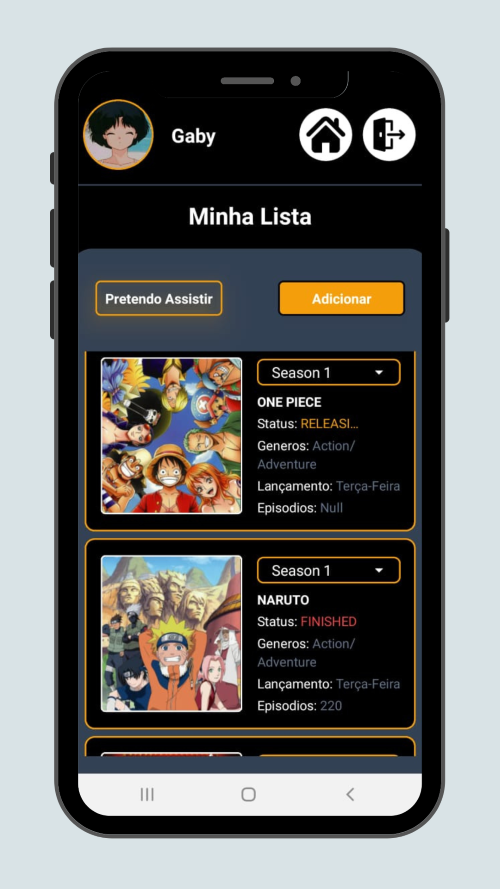 Gaby
Minha Lista
Pretendo Assistir
Adicionar
Season 1
ONE PIECE
Status: RELEASI...
Generos: Action/
Adventure
Lançamento: Terça-Feira
Episodios: Null
Season 1
NARUTO
Status: FINISHED
Generos: Action/
Adventure
Lançamento: Terça-Feira
Episodios: 220